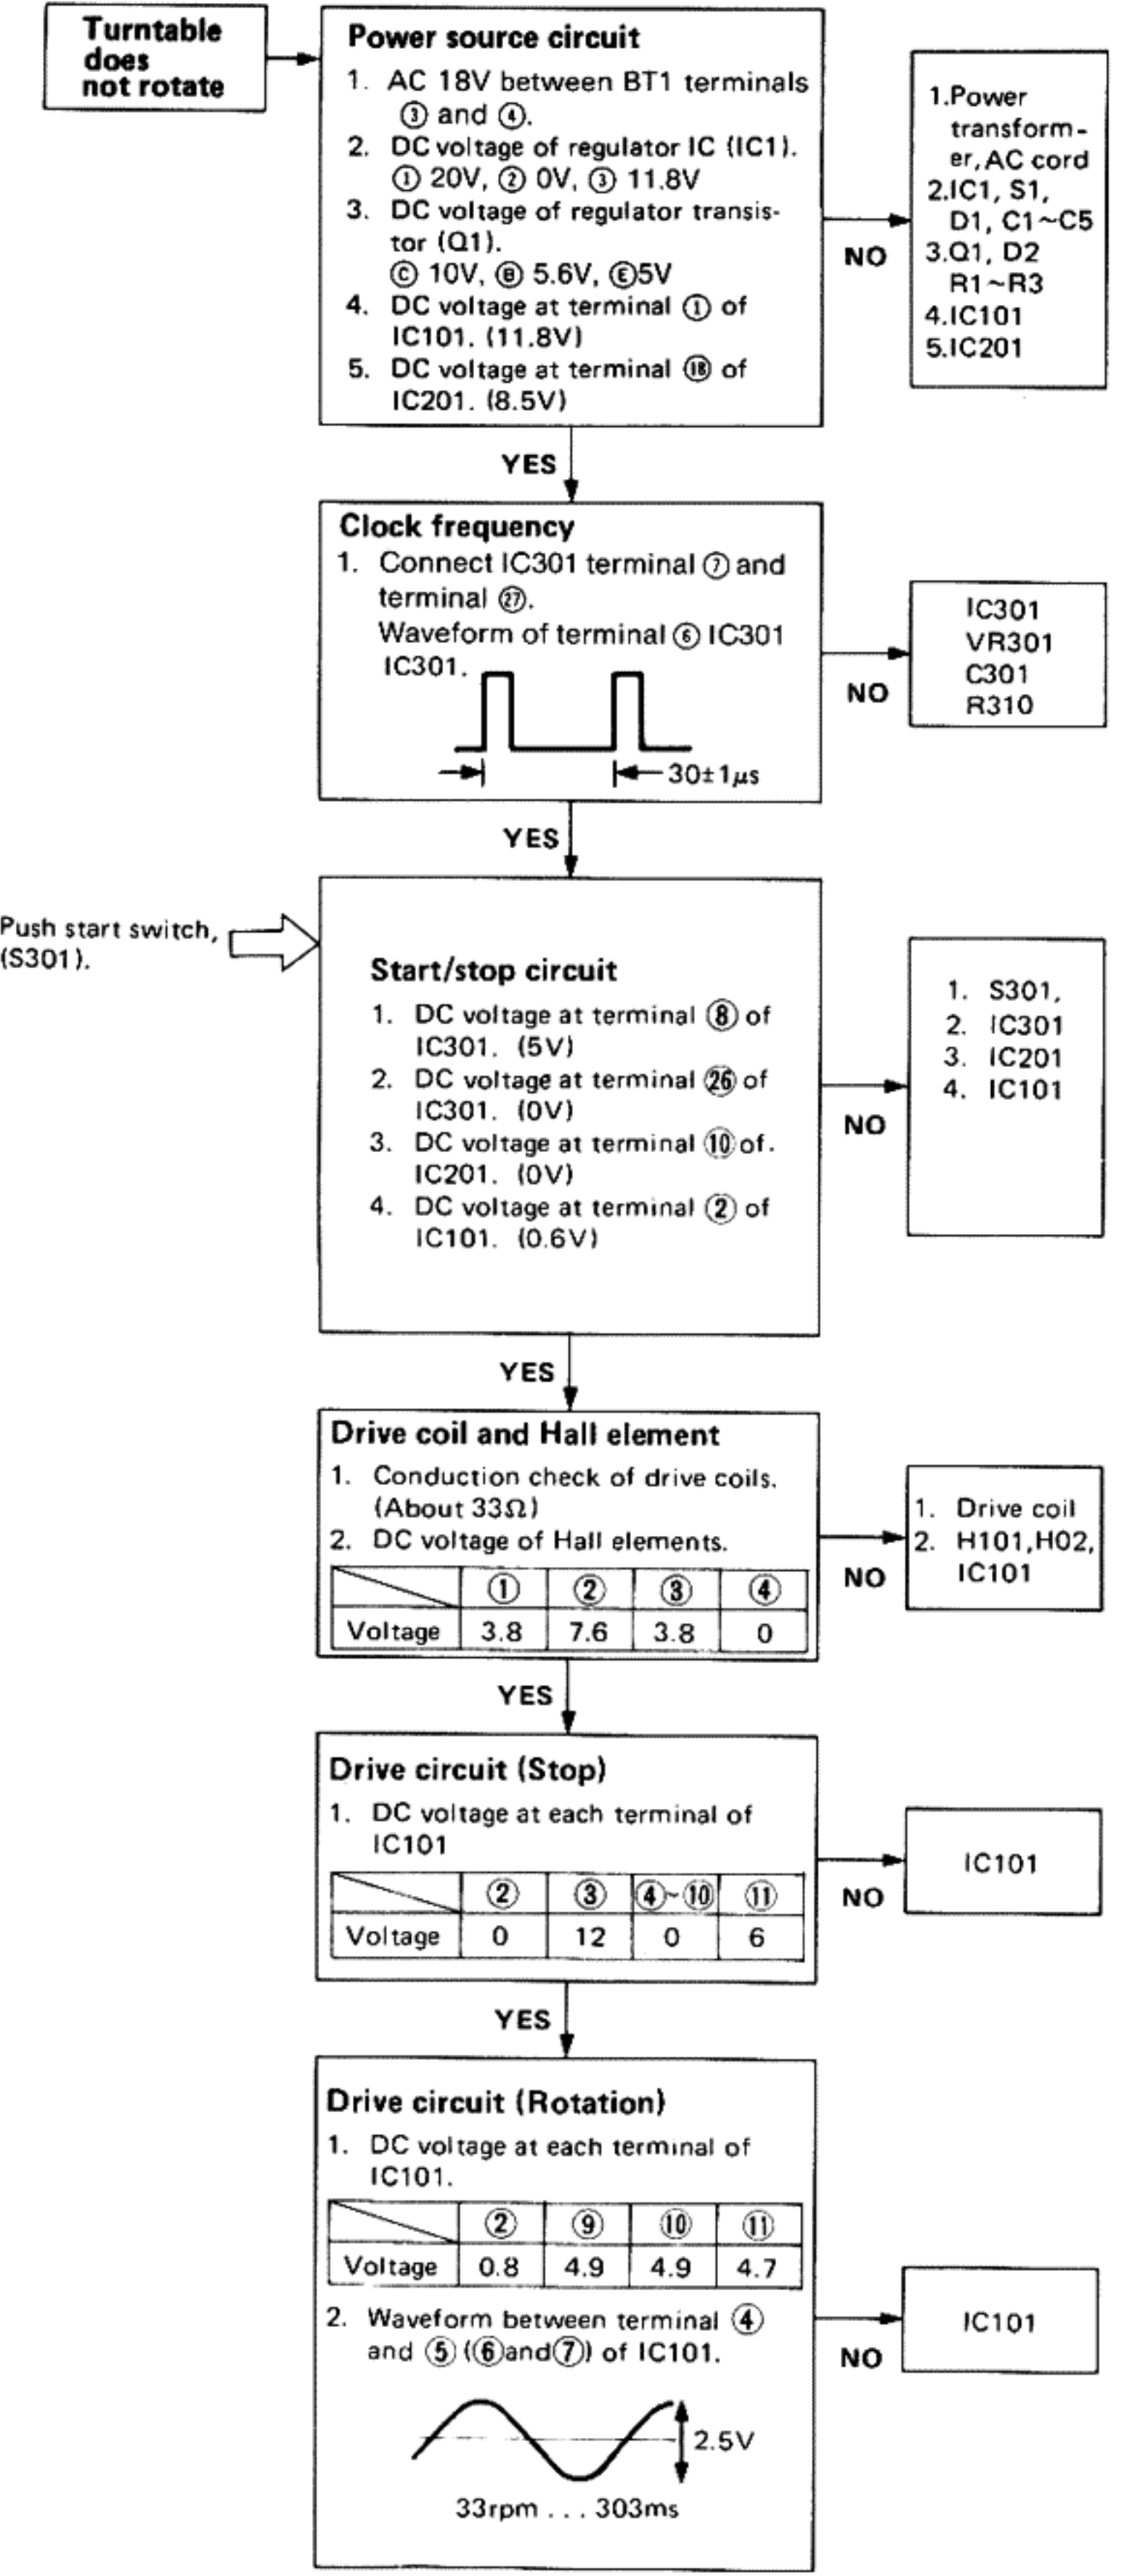 Turntable
does
not rotate
Power source circuit
1. AC 18V between BT1 terminals
③ and ④.
2. DC voltage of regulator IC (IC1).
① 20V, ② 0V, ③ 11.8V
3. DC voltage of regulator transis-
tor (Q1).
Ⓒ 10V, Ⓑ 5.6V, Ⓔ5V
4. DC voltage at terminal ① of
IC101. (11.8V)
5. DC voltage at terminal ⑱ of
IC201. (8.5V)
NO
1.Power
transform-
er, AC cord
2.IC1, S1,
D1, C1~C5
3.Q1, D2
R1~R3
4.IC101
5.IC201
YES
Clock frequency
1. Connect IC301 terminal ⑦ and
terminal ㉗.
Waveform of terminal ⑥ IC301
IC301.
30±1μs
NO
IC301
VR301
C301
R310
YES
Push start switch,
(S301).
Start/stop circuit
1. DC voltage at terminal ⑧ of
IC301. (5V)
2. DC voltage at terminal ㉖ of
IC301. (0V)
3. DC voltage at terminal ⑩ of.
IC201. (0V)
4. DC voltage at terminal ② of
IC101. (0.6V)
NO
1. S301,
2. IC301
3. IC201
4. IC101
YES
Drive coil and Hall element
1. Conduction check of drive coils.
(About 33Ω)
2. DC voltage of Hall elements.
① ② ③ ④
Voltage 3.8 7.6 3.8 0
NO
1. Drive coil
2. H101,H02,
IC101
YES
Drive circuit (Stop)
1. DC voltage at each terminal of
IC101
② ③ ④~⑩ ⑪
Voltage 0 12 0 6
NO
IC101
YES
Drive circuit (Rotation)
1. DC voltage at each terminal of
IC101.
② ⑨ ⑩ ⑪
Voltage 0.8 4.9 4.9 4.7
2. Waveform between terminal ④
and ⑤ (⑥and⑦) of IC101.
2.5V
33rpm . . . 303ms
NO
IC101